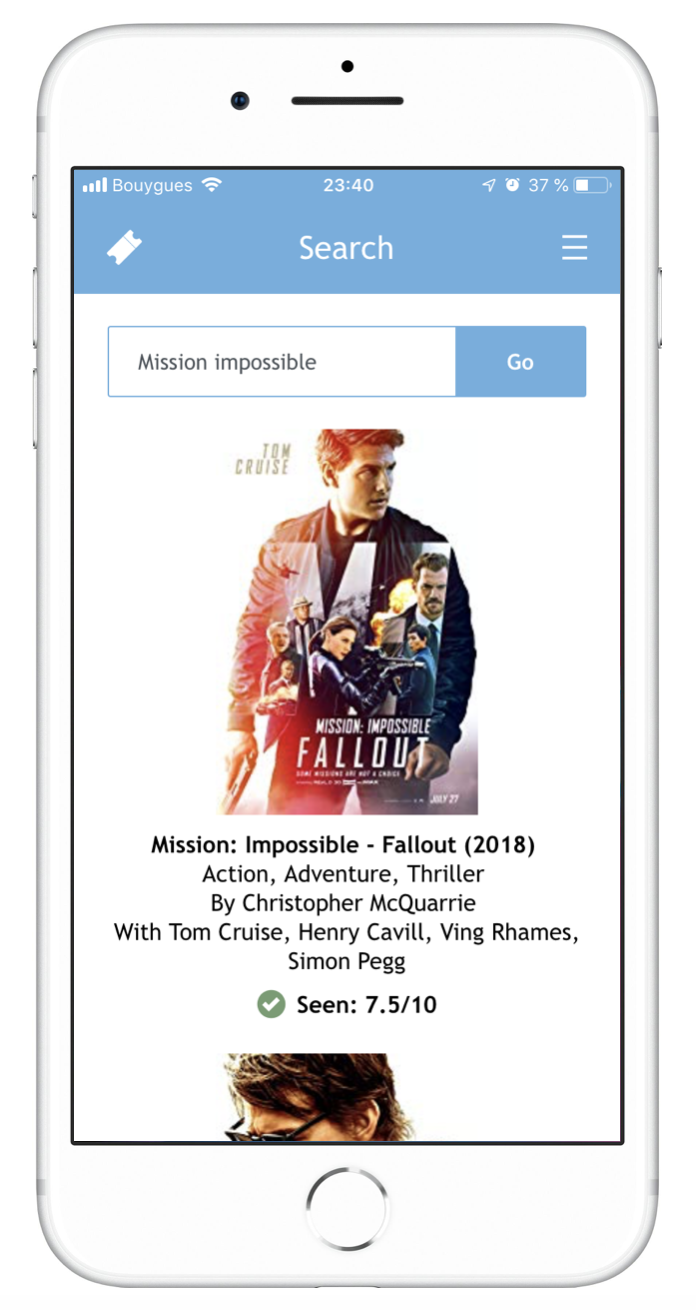 Bouygues 23:40 37 %
Search
Mission impossible Go
TOM
CRUISE
MISSION: IMPOSSIBLE
FALLOUT
SOME MISSIONS ARE NOT A CHOICE
JULY 27
Mission: Impossible - Fallout (2018)
Action, Adventure, Thriller
By Christopher McQuarrie
With Tom Cruise, Henry Cavill, Ving Rhames,
Simon Pegg
Seen: 7.5/10